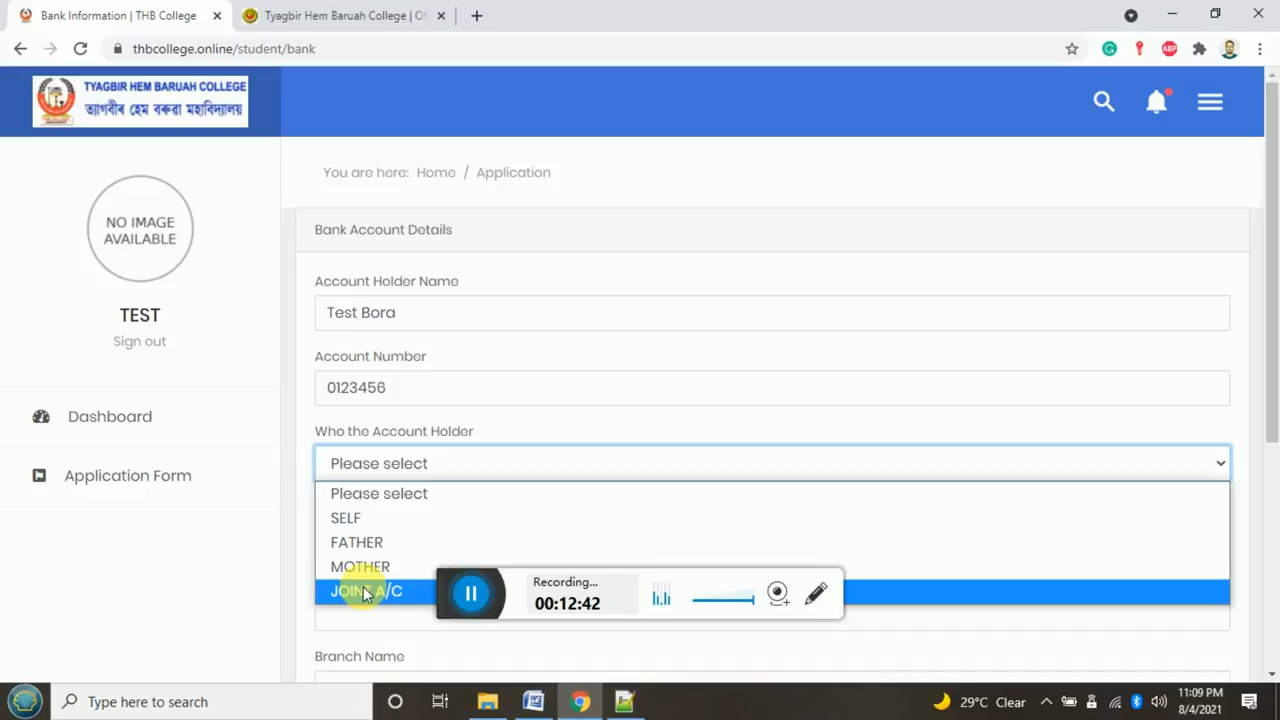 Bank Information | THB College
Tyagbir Hem Baruah College | Of
thbcollege.online/student/bank
ABP
TYAGBIR HEM BARUAH COLLEGE
ত্যাগবীৰ হেম বৰুৱা মহাবিদ্যালয়
NO IMAGE
AVAILABLE
TEST
Sign out
Dashboard
Application Form
You are here: Home / Application
Bank Account Details
Account Holder Name
Test Bora
Account Number
0123456
Who the Account Holder
Please select
Please select
SELF
FATHER
MOTHER
JOINT A/C
Recording...
00:12:42
Branch Name
Type here to search
29°C Clear
11:09 PM
8/4/2021